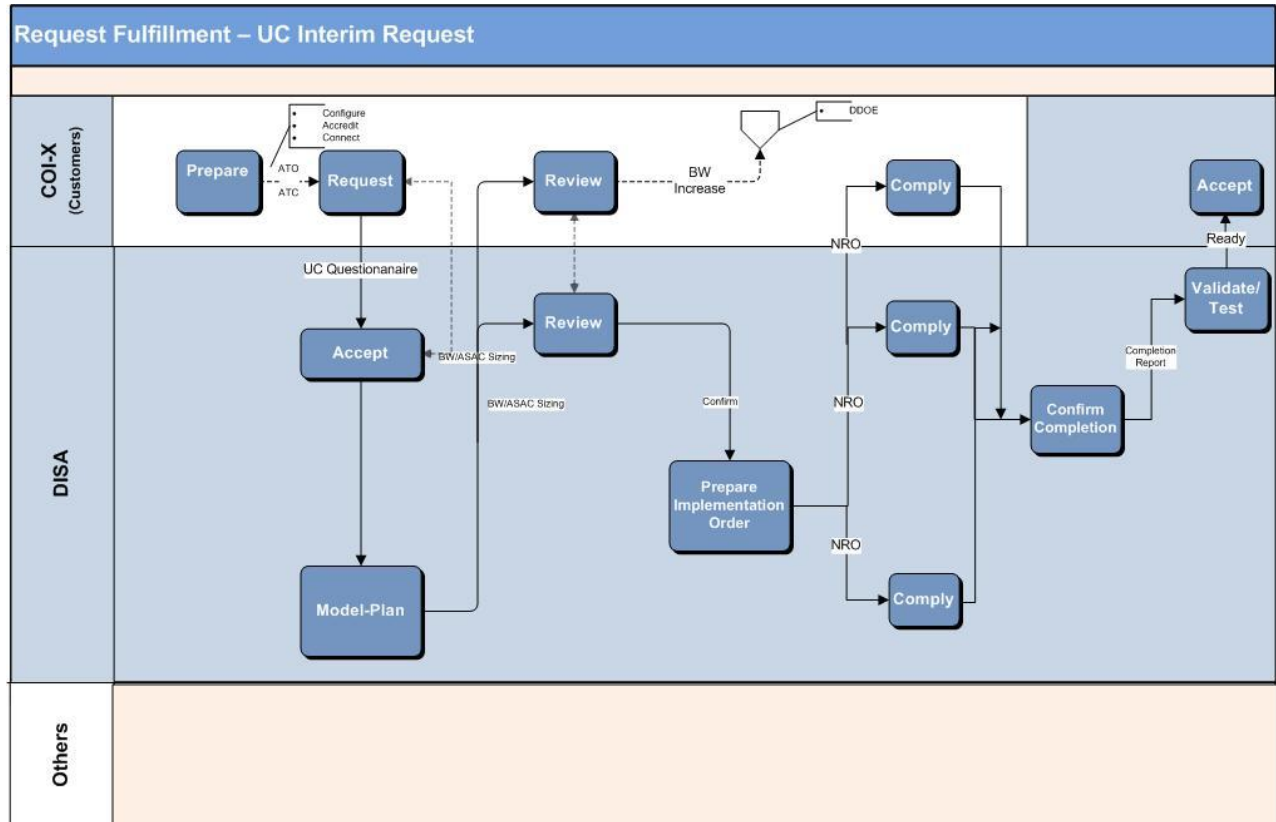 Request Fulfillment – UC Interim Request
COI-X
(Customers)
• Configure
• Accredit
• Connect
Prepare
ATO
ATC
Request
Review
BW
Increase
• DDOE
Comply
Accept
NRO
Ready
UC Questionanaire
Validate/
Test
DISA
Accept
BW/ASAC Sizing
Review
Comply
Completion
Report
BW/ASAC Sizing
Confirm
NRO
Confirm
Completion
Prepare
Implementation
Order
NRO
Model-Plan
Comply
Others